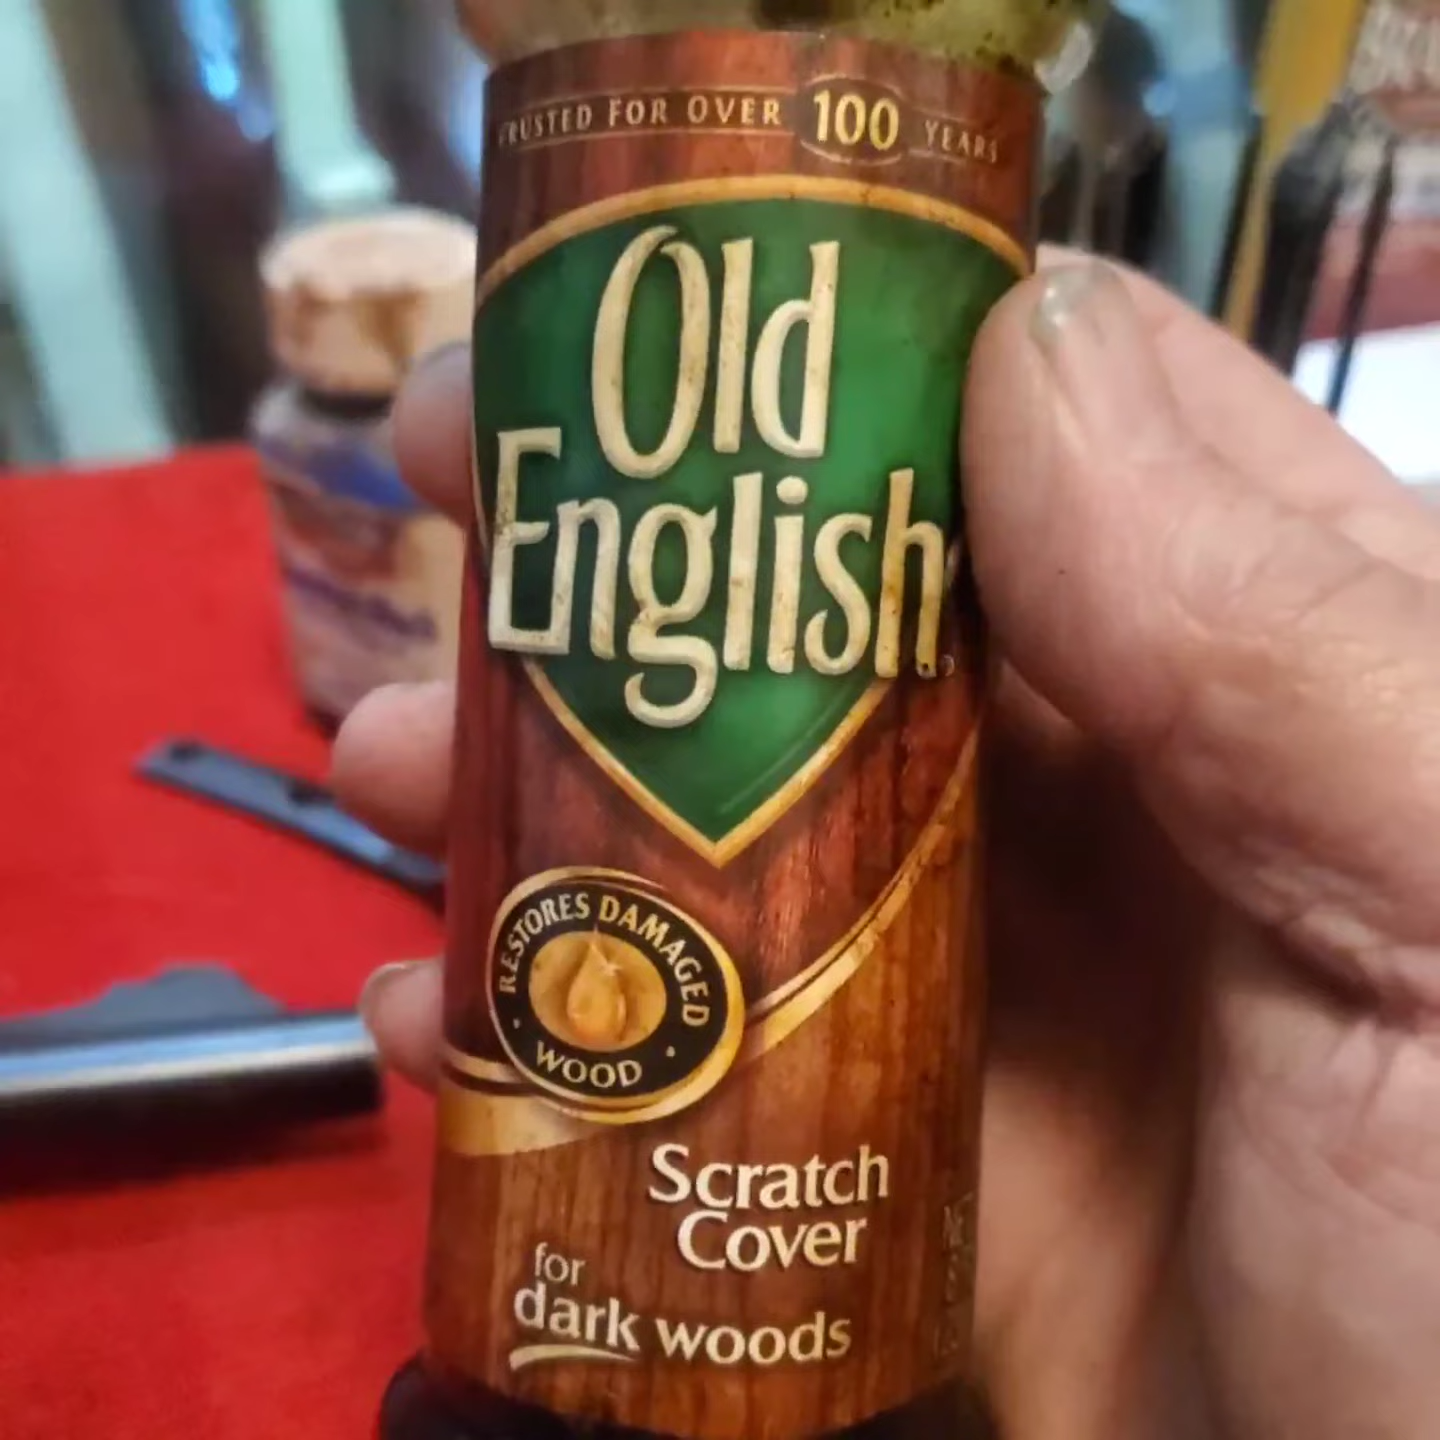 TRUSTED FOR OVER 100 YEARS
Old
English
RESTORES DAMAGED
WOOD
Scratch
Cover
for
dark woods